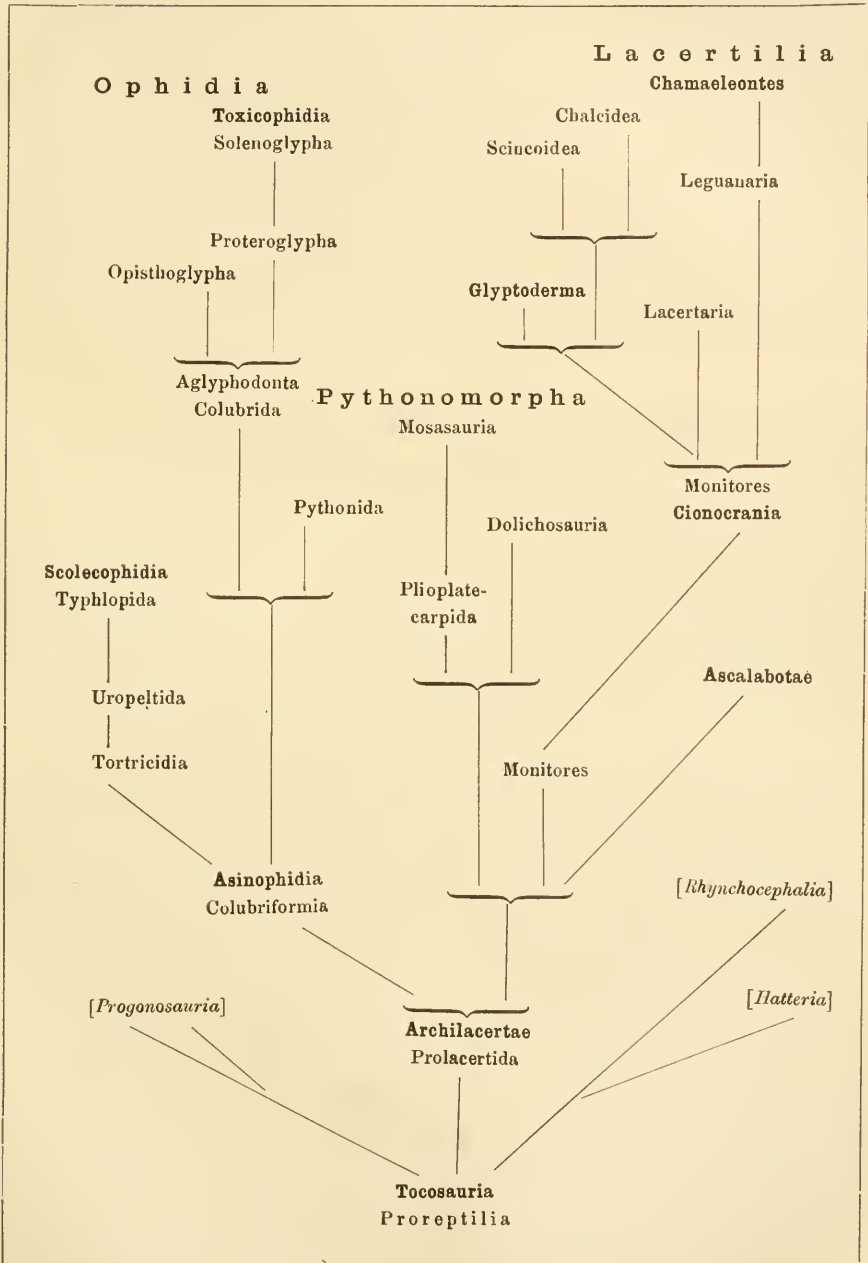 Lacertilia
Ophidia
Chamaeleontes
Toxicophidia
Solenoglypha
Chalcidea
Scincoidea
Leguanaria
Proteroglypha
Opisthoglypha
Glyptoderma
Lacertaria
Aglyphodonta
Colubrida
Pythonomorpha
Mosasauria
Monitores
Cionocrania
Pythonida
Dolichosauria
Scolecophidia
Typhlopida
Plioplate-
carpida
Ascalabotae
Uropeltida
Tortricidia
Monitores
Asinophidia
Colubriformia
[Rhynchocephalia]
[Progonosauria]
[Hatteria]
Archilacertae
Prolacertida
Tocosauria
Proreptilia